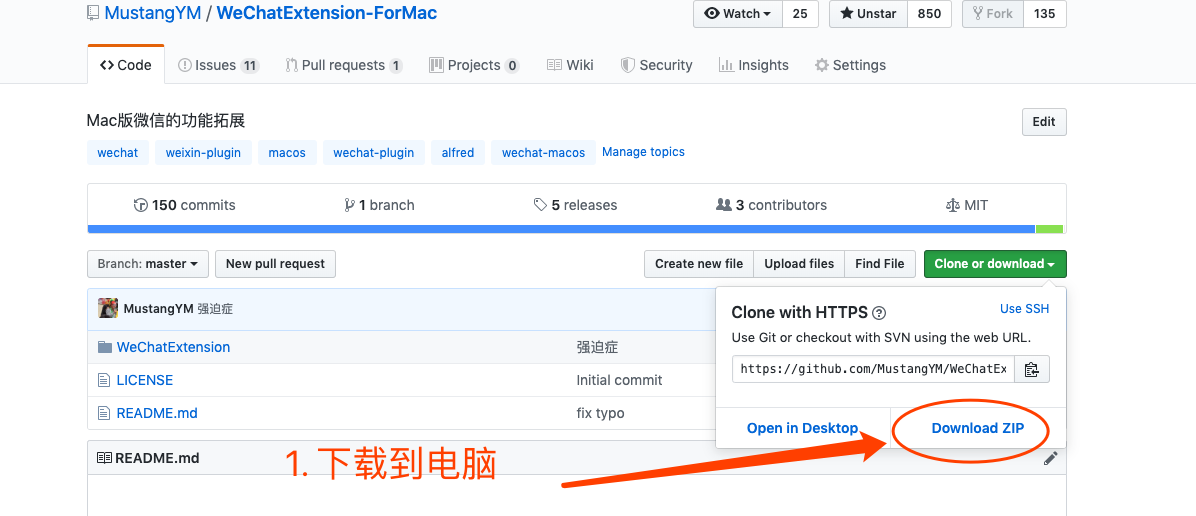 MustangYM / WeChatExtension-ForMac
Watch 25 Unstar 850 Fork 135
Code Issues 11 Pull requests 1 Projects 0 Wiki Security Insights Settings
Mac版微信的功能拓展
Edit
wechat weixin-plugin macos wechat-plugin alfred wechat-macos Manage topics
150 commits 1 branch 5 releases 3 contributors MIT
Branch: master New pull request Create new file Upload files Find File Clone or download
MustangYM 强迫症
WeChatExtension 强迫症
LICENSE Initial commit
README.md fix typo
Clone with HTTPS ? Use SSH
Use Git or checkout with SVN using the web URL.
https://github.com/MustangYM/WeChatEx
Open in Desktop Download ZIP
README.md
1. 下载到电脑